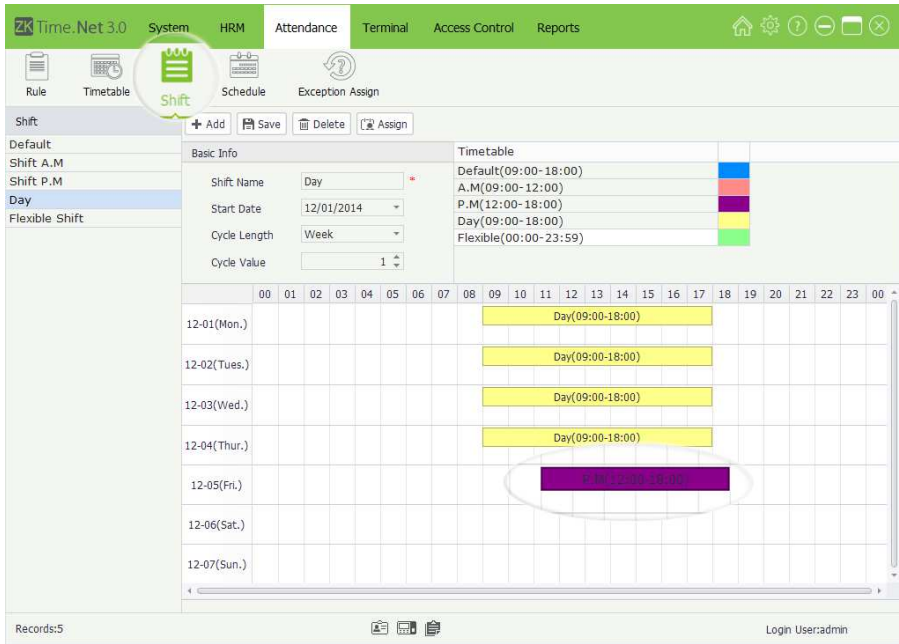 ZK Time.Net 3.0 System HRM Attendance Terminal Access Control Reports
Rule Timetable Shift Schedule Exception Assign
Shift
Add Save Delete Assign
Default
Shift A.M
Shift P.M
Day
Flexible Shift
Basic Info
Shift Name Day *
Start Date 12/01/2014
Cycle Length Week
Cycle Value 1
Timetable
Default(09:00-18:00)
A.M(09:00-12:00)
P.M(12:00-18:00)
Day(09:00-18:00)
Flexible(00:00-23:59)
00 01 02 03 04 05 06 07 08 09 10 11 12 13 14 15 16 17 18 19 20 21 22 23 00
12-01(Mon.) Day(09:00-18:00)
12-02(Tues.) Day(09:00-18:00)
12-03(Wed.) Day(09:00-18:00)
12-04(Thur.) Day(09:00-18:00)
12-05(Fri.) P.M(12:00-18:00)
12-06(Sat.)
12-07(Sun.)
Records:5 Login User:admin